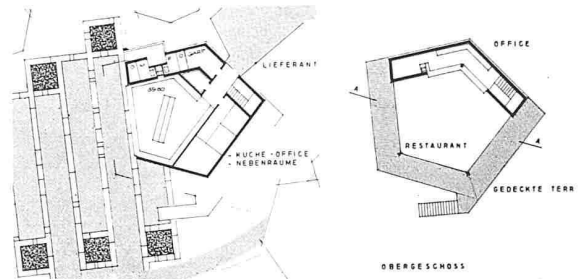 LIEFERANT
- KÜCHE-OFFICE
- NEBENRÄUME
OFFICE
A
RESTAURANT
A
GEDECKTE TERR
OBERGESCHOSS